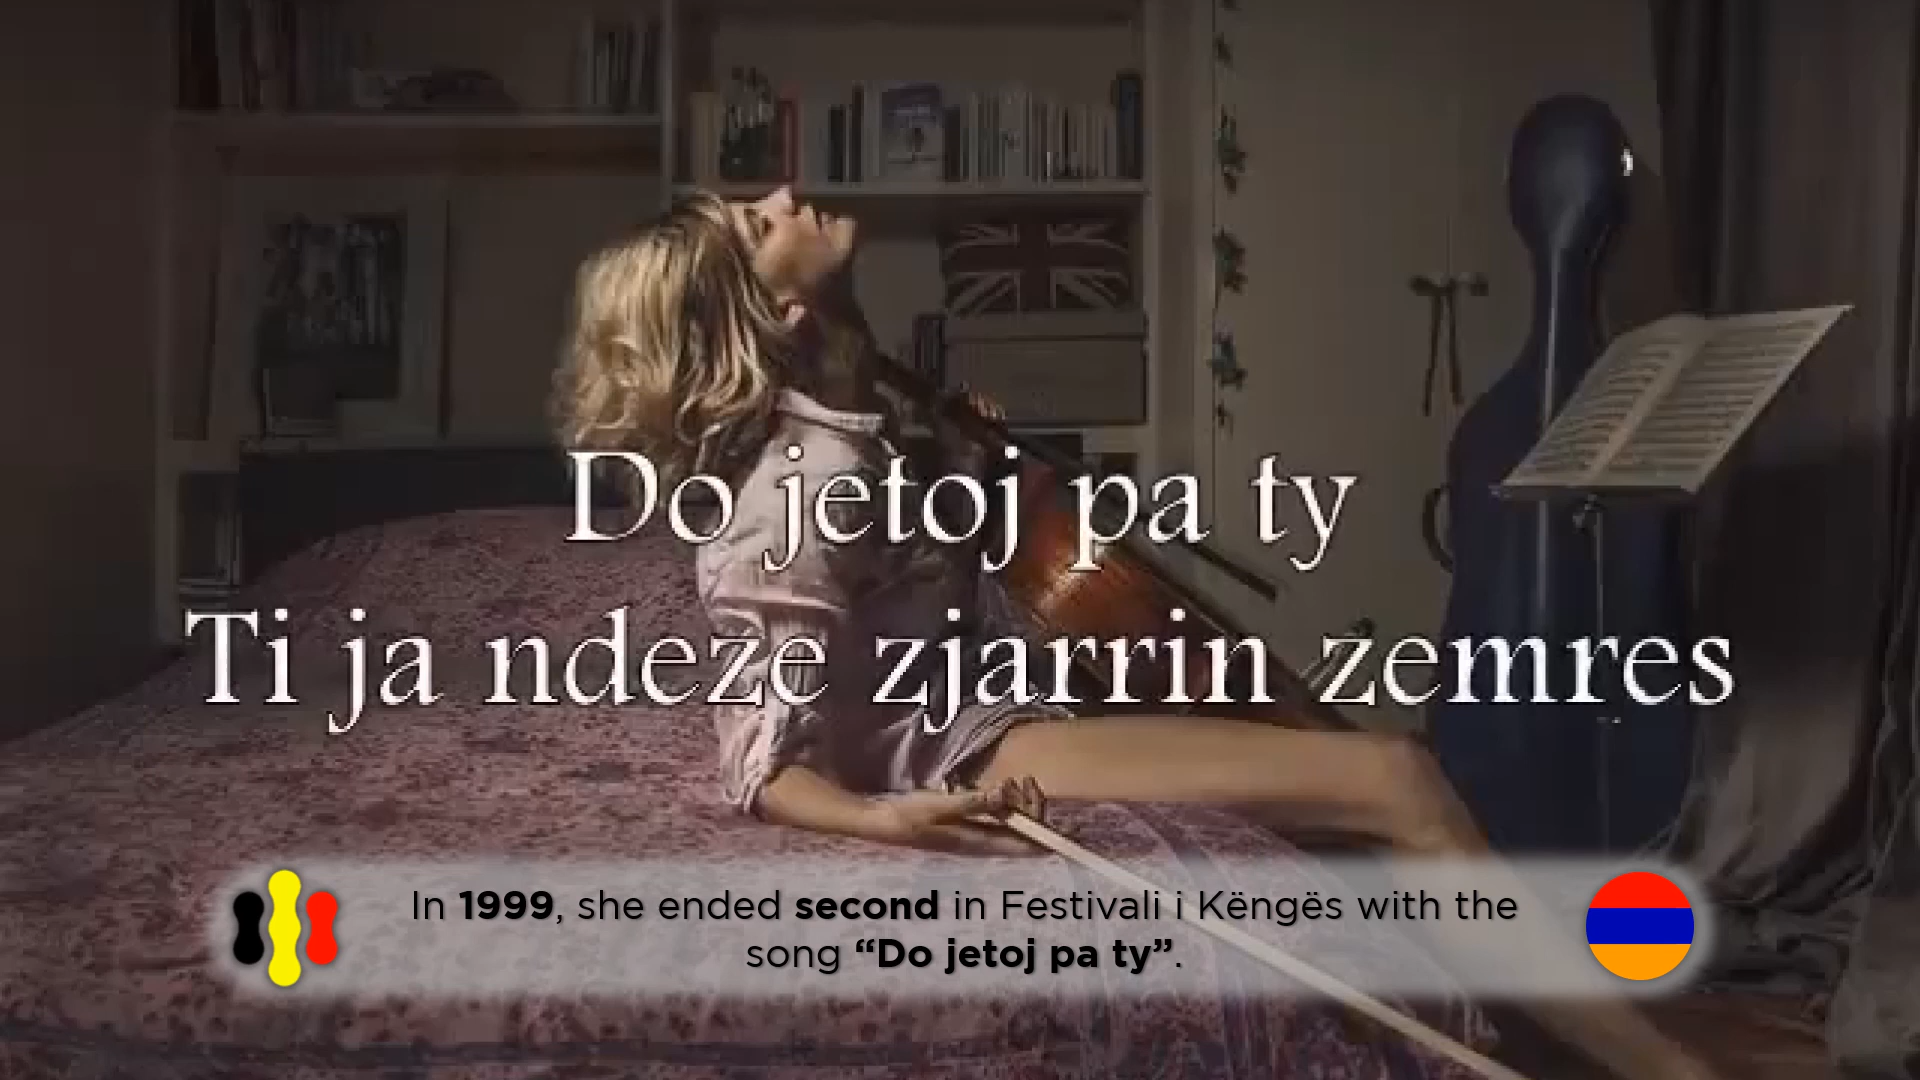 Do jetoj pa ty
Ti ja ndeze zjarrin zemres
In 1999, she ended second in Festivali i Këngës with the
song “Do jetoj pa ty”.